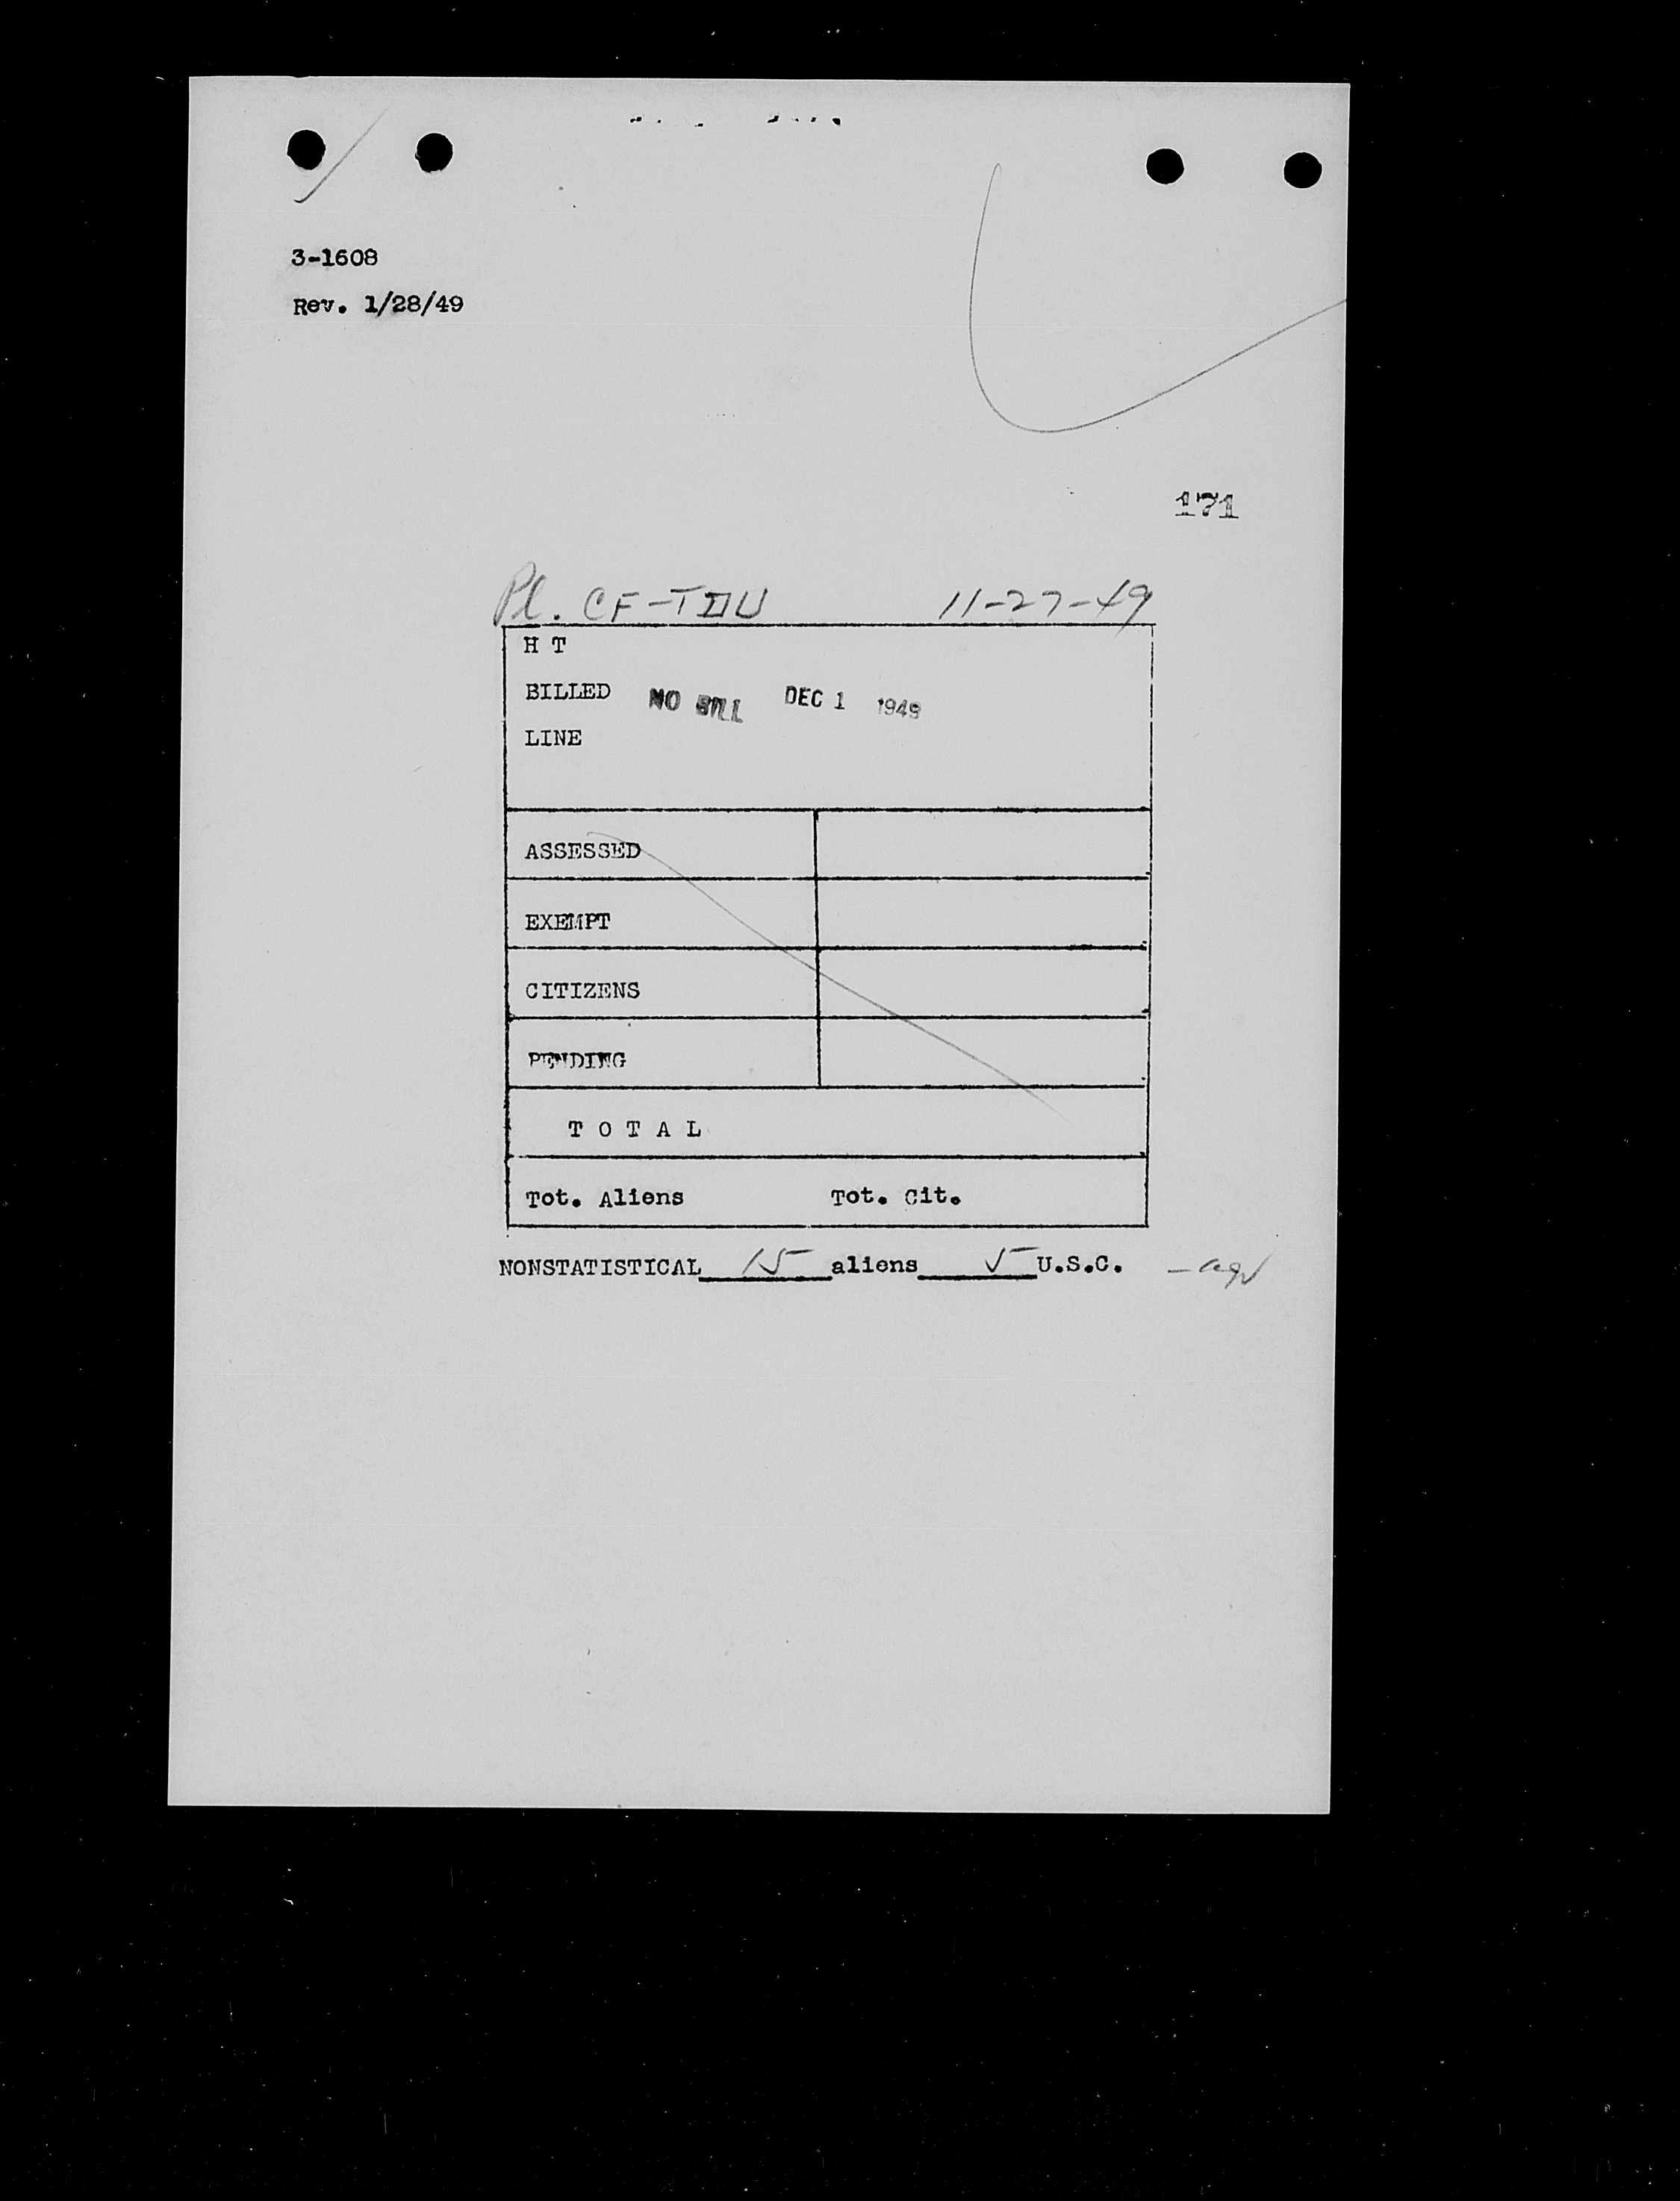 3-1608
Rev. 1/28/49
171
Pl. CF-TDU 11-27-49
H T
BILLED NO BILL DEC 1 1949
LINE
ASSESSED
EXEMPT
CITIZENS
PENDING
T O T A L
Tot. Aliens Tot. Cit.
NONSTATISTICAL 15 aliens 5 U.S.C.